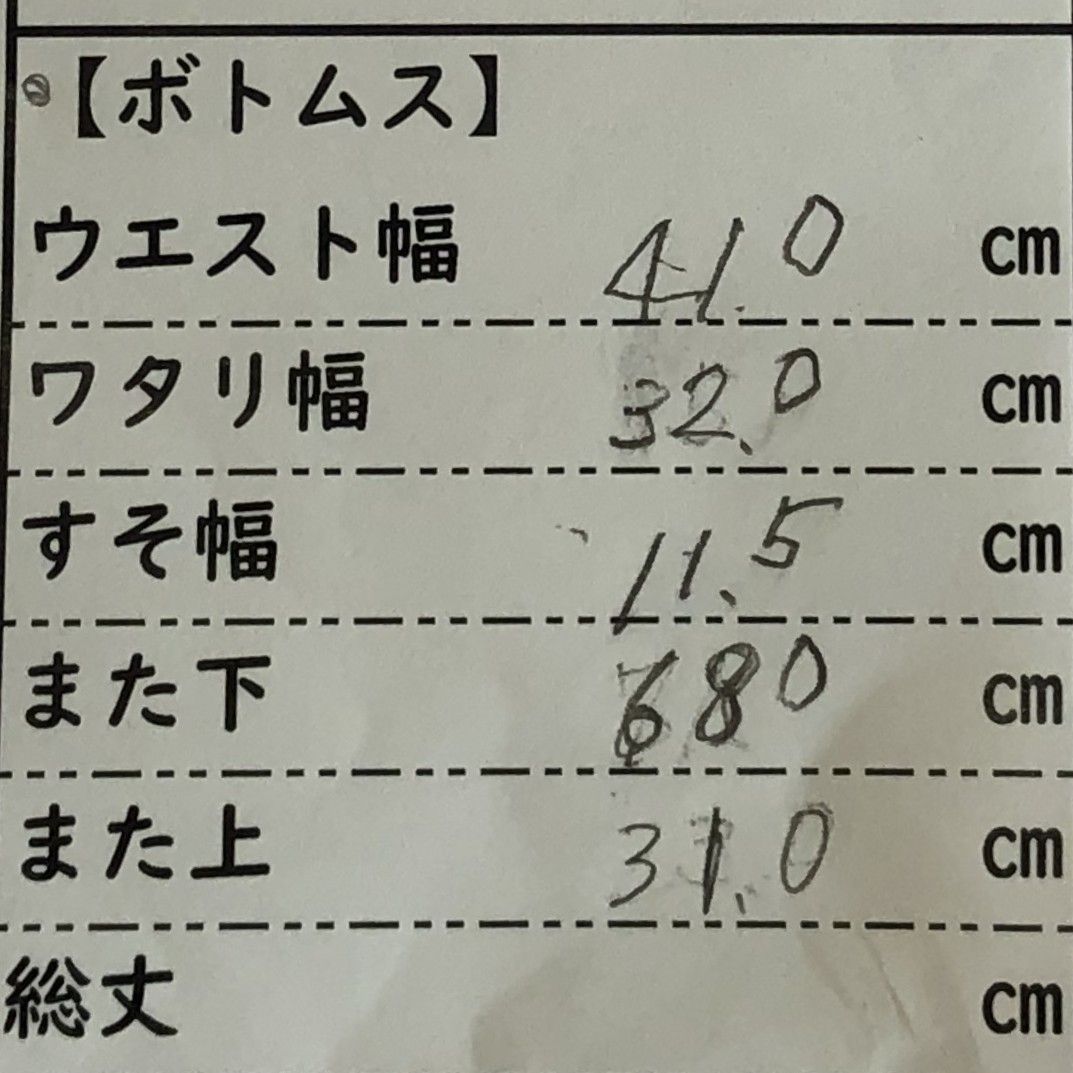 【ボトムス】
ウエスト幅 41.0 cm
ワタリ幅 32.0 cm
すそ幅 11.5 cm
また下 68.0 cm
また上 31.0 cm
総丈 cm